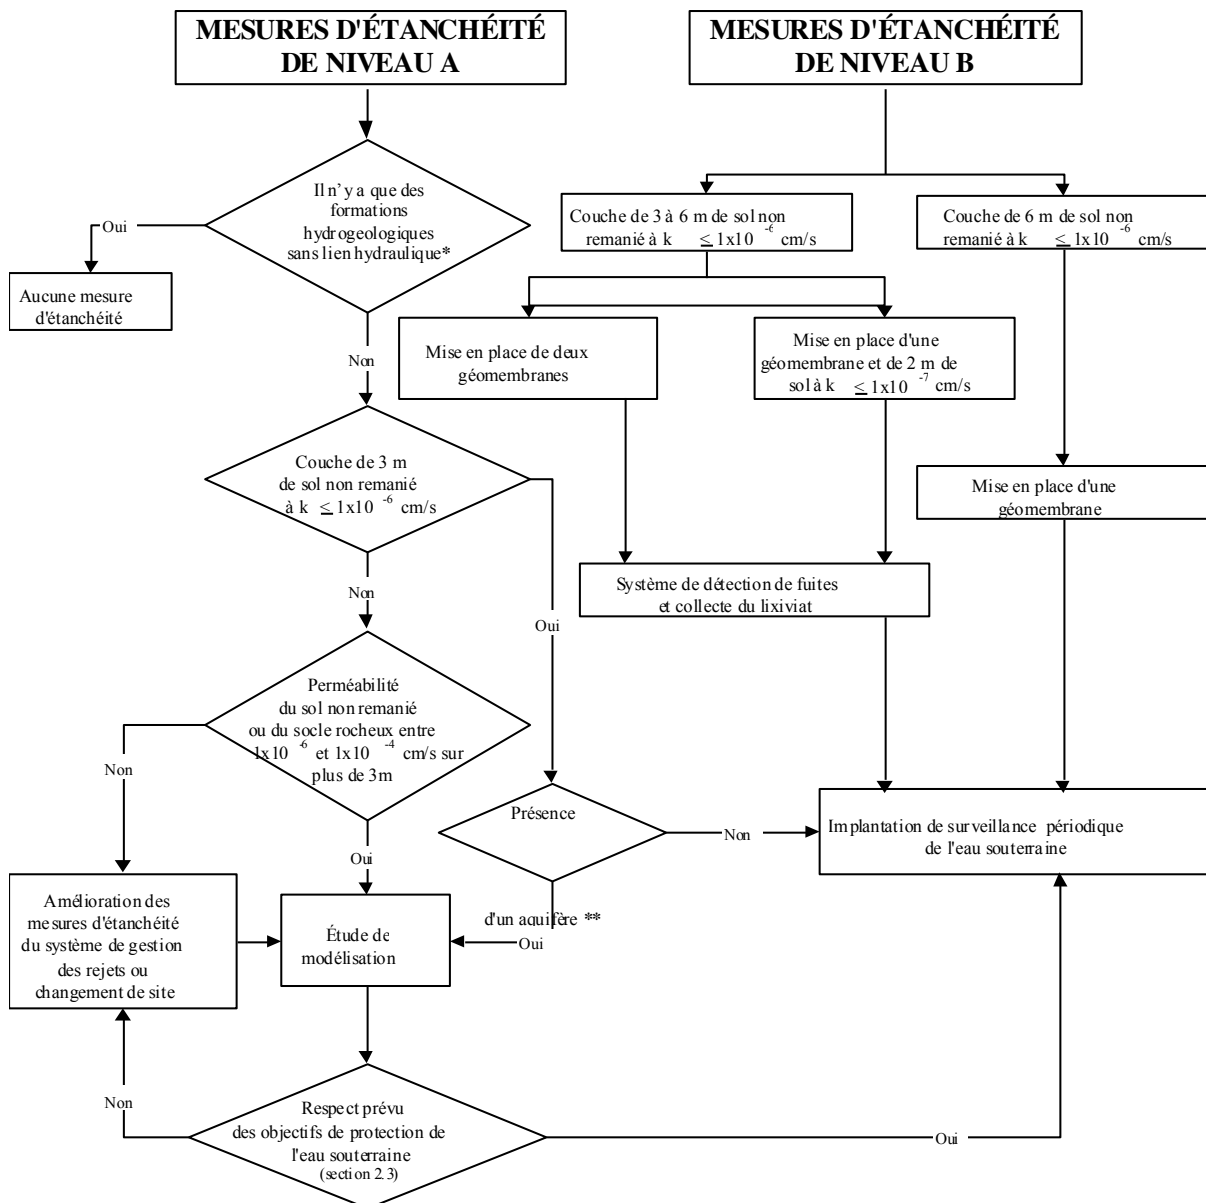 MESURES D'ÉTANCHÉITÉ
DE NIVEAU A
MESURES D'ÉTANCHÉITÉ
DE NIVEAU B
Il n'y a que des
formations
hydrogeologiques
sans lien hydraulique*
Oui
Aucune mesure
d'étanchéité
Non
Couche de 3 à 6 m de sol non
remanié à k ≤ 1x10 -6 cm/s
Couche de 6 m de sol non
remanié à k ≤ 1x10 -6 cm/s
Mise en place de deux
géomembranes
Mise en place d'une
géomembrane et de 2 m de
sol à k ≤ 1x10 -7 cm/s
Couche de 3 m
de sol non remanié
à k ≤ 1x10 -6 cm/s
Mise en place d'une
géomembrane
Non
Oui
Système de détection de fuites
et collecte du lixiviat
Perméabilité
du sol non remanié
ou du socle rocheux entre
1x10 -6 et 1x10 -4 cm/s sur
plus de 3m
Non
Oui
Présence
d'un aquifère **
Non
Oui
Implantation de surveillance périodique
de l'eau souterraine
Amélioration des
mesures d'étanchéité
du système de gestion
des rejets ou
changement de site
Étude de
modélisation
Non
Respect prévu
des objectifs de protection de
l'eau souterraine
(section 2.3)
Oui